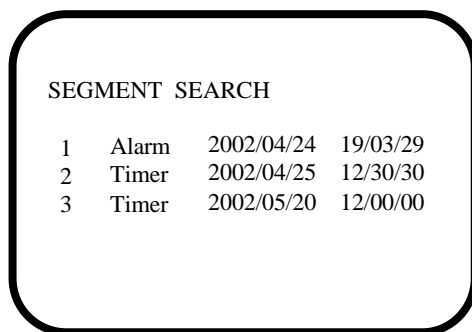 SEGMENT SEARCH
1 Alarm 2002/04/24 19/03/29
2 Timer 2002/04/25 12/30/30
3 Timer 2002/05/20 12/00/00